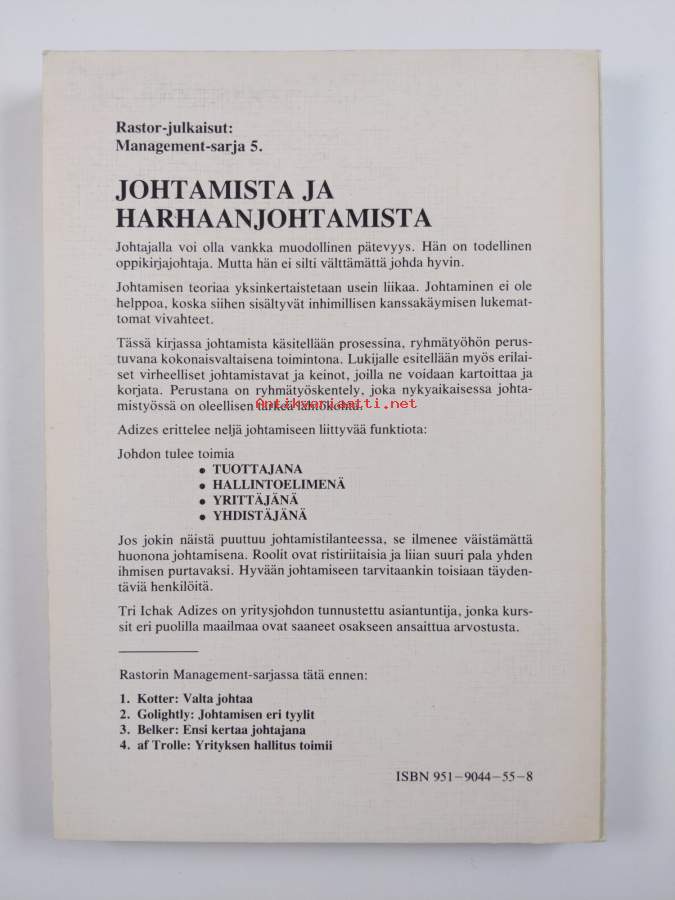 Rastor-julkaisut:
Management-sarja 5.
JOHTAMISTA JA
HARHAANJOHTAMISTA
Johtajalla voi olla vankka muodollinen pätevyys. Hän on todellinen
oppikirjajohtaja. Mutta hän ei silti välttämättä johda hyvin.
Johtamisen teoriaa yksinkertaistetaan usein liikaa. Johtaminen ei ole
helppoa, koska siihen sisältyvät inhimillisen kanssakäymisen lukemat-
tomat vivahteet.
Tässä kirjassa johtamista käsitellään prosessina, ryhmätyöhön perus-
tuvana kokonaisvaltaisena toimintona. Lukijalle esitellään myös erilai-
set virheelliset johtamistavat ja keinot, joilla ne voidaan kartoittaa ja
korjata. Perustana on ryhmätyöskentely, joka nykyaikaisessa johta-
mistyössä on oleellisen tärkeä lähtökohta.
Antikvariaatti.net
Adizes erittelee neljä johtamiseen liittyvää funktiota:
Johdon tulee toimia
● TUOTTAJANA
● HALLINTOELIMENÄ
● YRITTÄJÄNÄ
● YHDISTÄJÄNÄ
Jos jokin näistä puuttuu johtamistilanteessa, se ilmenee väistämättä
huonona johtamisena. Roolit ovat ristiriitaisia ja liian suuri pala yhden
ihmisen purtavaksi. Hyvään johtamiseen tarvitaankin toisiaan täyden-
täviä henkilöitä.
Tri Ichak Adizes on yritysjohdon tunnustettu asiantuntija, jonka kurs-
sit eri puolilla maailmaa ovat saaneet osakseen ansaittua arvostusta.
Rastorin Management-sarjassa tätä ennen:
1. Kotter: Valta johtaa
2. Golightly: Johtamisen eri tyylit
3. Belker: Ensi kertaa johtajana
4. af Trolle: Yrityksen hallitus toimii
ISBN 951-9044-55-8